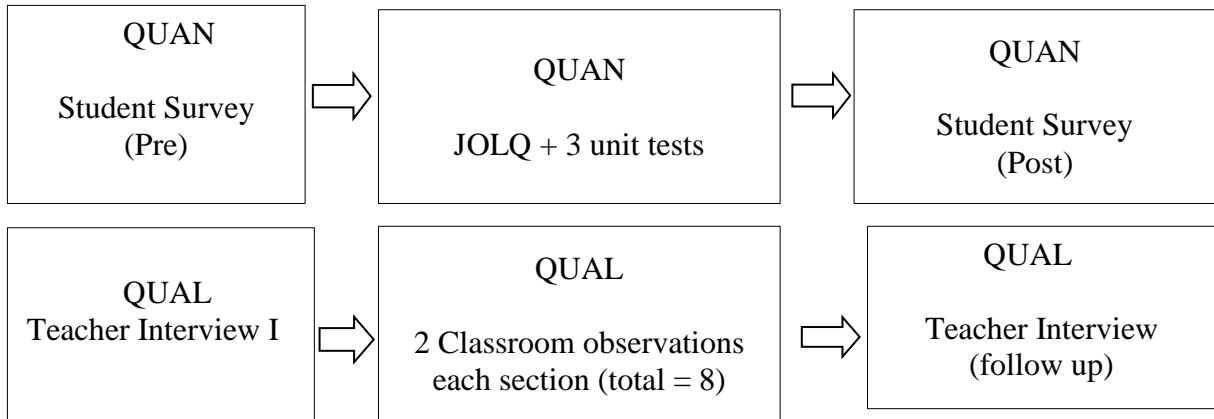 QUAN
Student Survey
(Pre)
QUAN
JOLQ + 3 unit tests
QUAN
Student Survey
(Post)
QUAL
Teacher Interview I
QUAL
2 Classroom observations
each section (total = 8)
QUAL
Teacher Interview
(follow up)